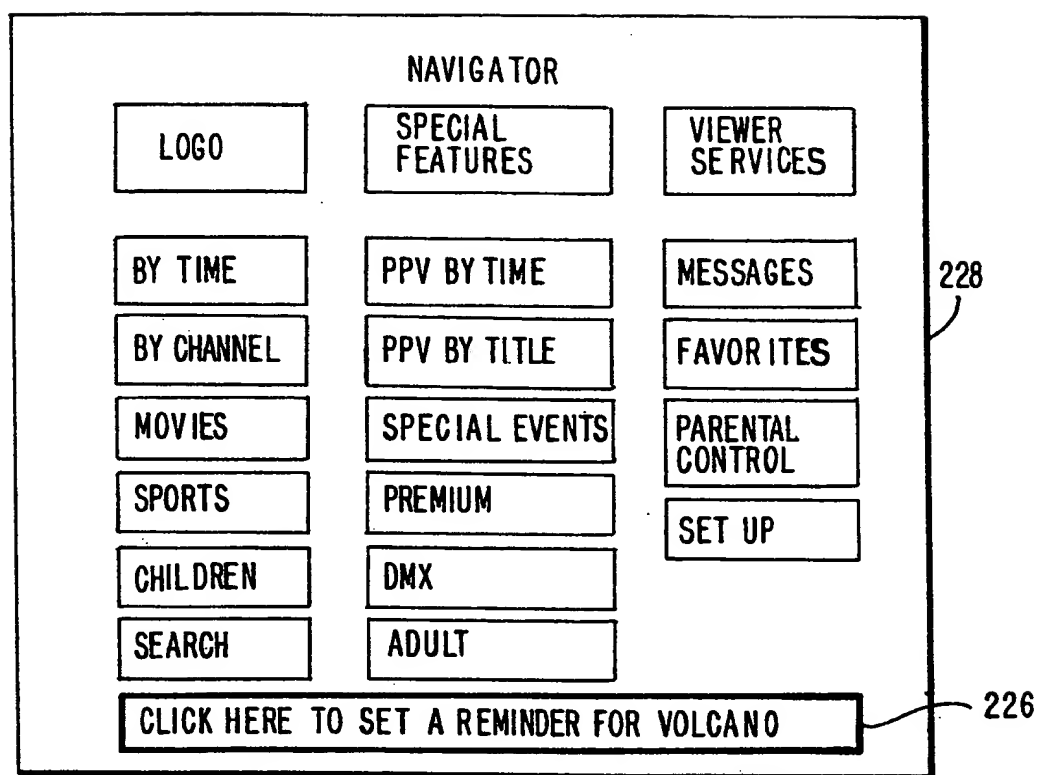 NAVIGATOR
LOGO
SPECIAL
FEATURES
VIEWER
SERVICES
BY TIME
PPV BY TIME
MESSAGES
228
BY CHANNEL
PPV BY TITLE
FAVORITES
MOVIES
SPECIAL EVENTS
PARENTAL
CONTROL
SPORTS
PREMIUM
SET UP
CHILDREN
DMX
SEARCH
ADULT
CLICK HERE TO SET A REMINDER FOR VOLCANO
226